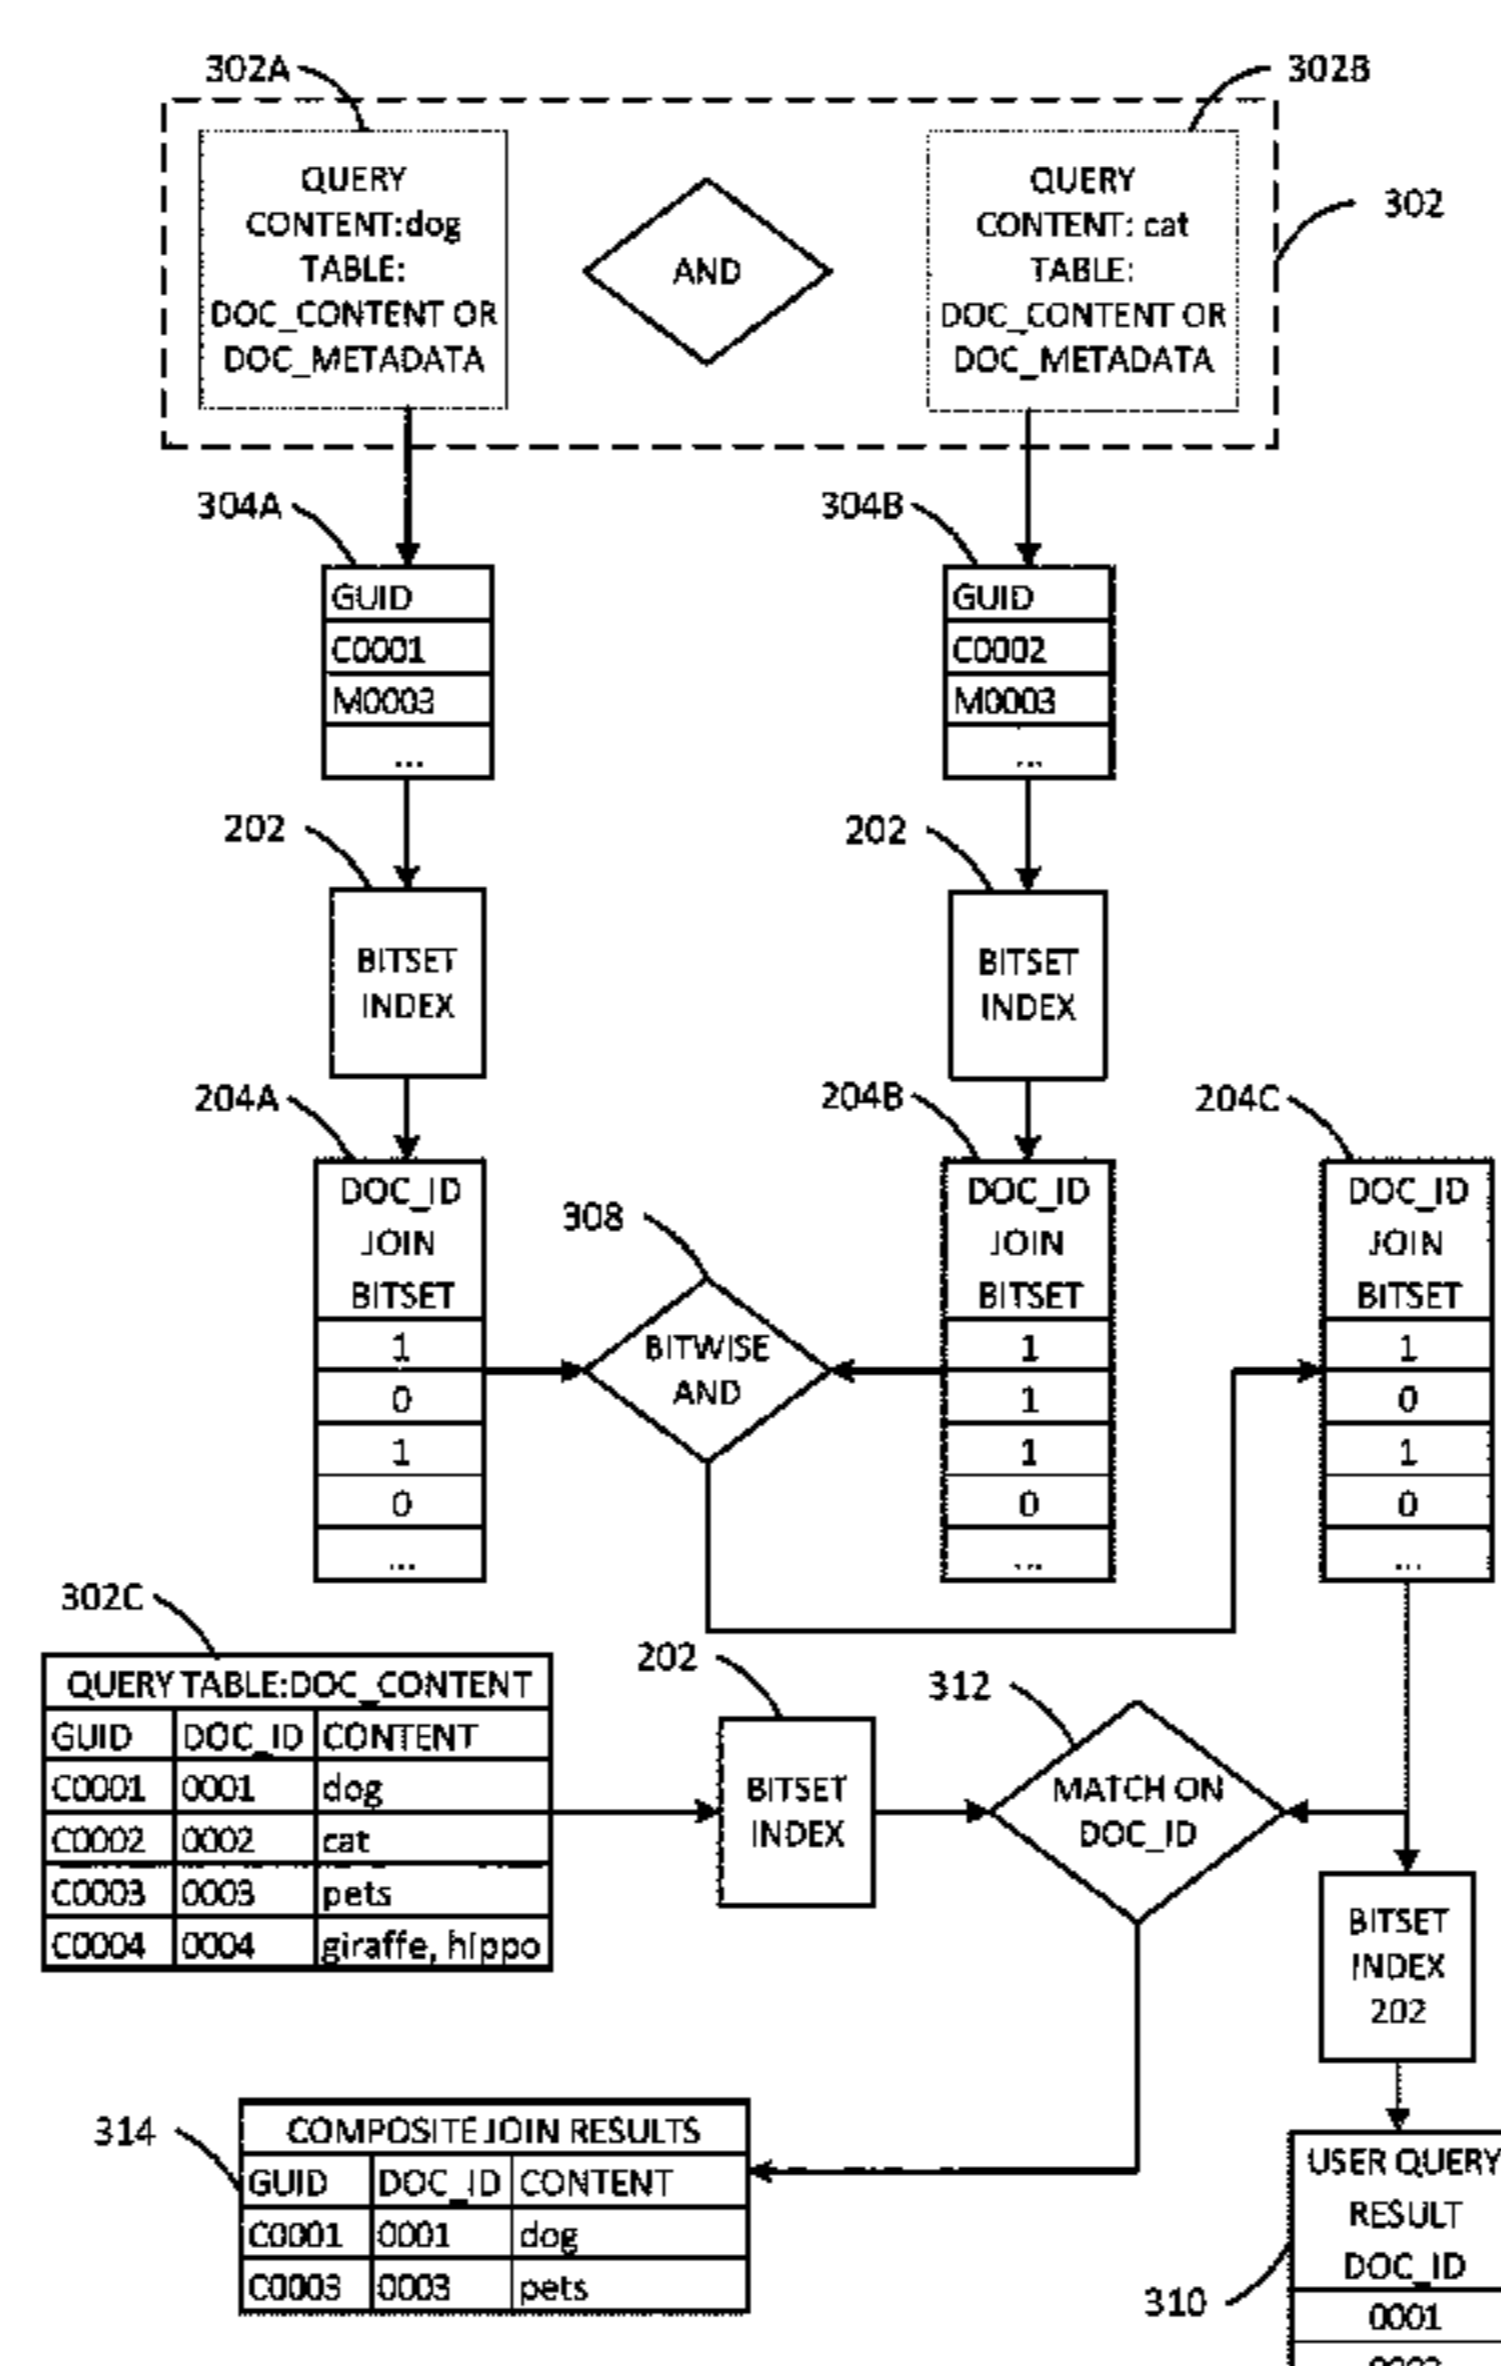 302A
302B
QUERY
CONTENT:dog
TABLE:
DOC_CONTENT OR
DOC_METADATA
AND
QUERY
CONTENT: cat
TABLE:
DOC_CONTENT OR
DOC_METADATA
302
304A
304B
GUID
C0001
M0003
...
GUID
C0002
M0003
...
202
202
BITSET
INDEX
BITSET
INDEX
204A
204B
204C
DOC_ID
JOIN
BITSET
1
0
1
0
...
308
BITWISE
AND
DOC_ID
JOIN
BITSET
1
1
1
0
...
DOC_ID
JOIN
BITSET
1
0
1
0
...
302C
QUERY TABLE:DOC_CONTENT
GUID DOC_ID CONTENT
C0001 0001 dog
C0002 0002 cat
C0003 0003 pets
C0004 0004 giraffe, hippo
202
BITSET
INDEX
312
MATCH ON
DOC_ID
BITSET
INDEX
202
314
COMPOSITE JOIN RESULTS
GUID DOC_ID CONTENT
C0001 0001 dog
C0003 0003 pets
USER QUERY
RESULT
DOC_ID
0001
310